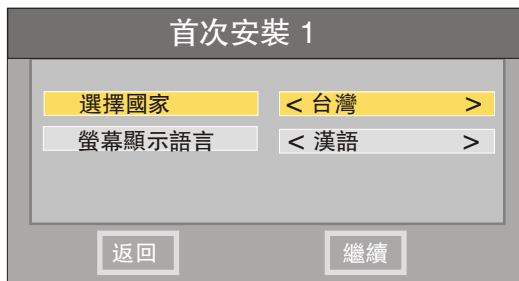 首次安裝 1
選擇國家 < 台灣 >
螢幕顯示語言 < 漢語 >
返回 繼續